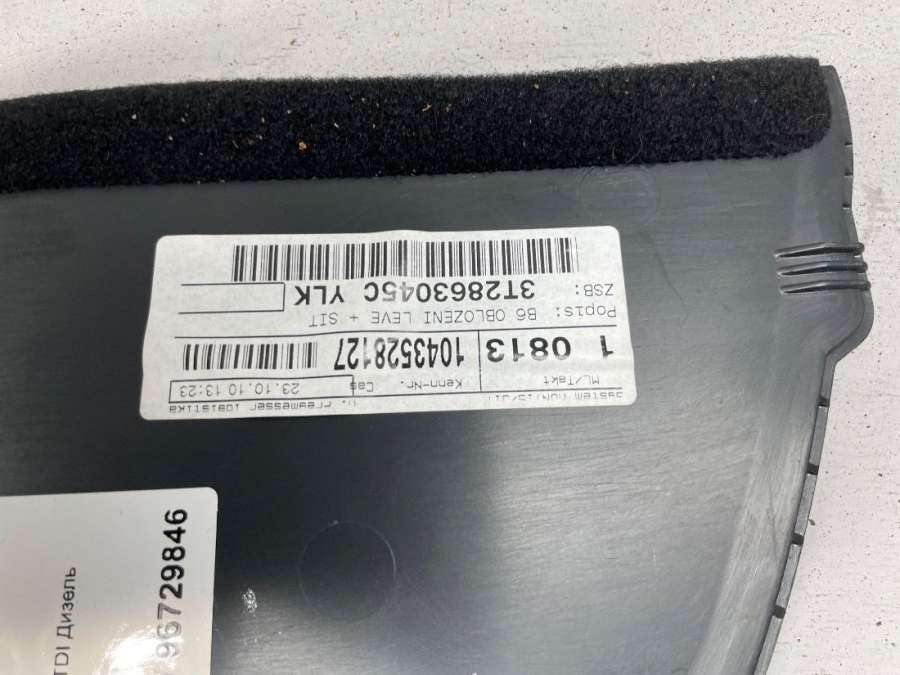 ML/Takt
Kenn-Nr.
23.10.10 13:23
1 0813
1043528127
Popis: B6 OBLOZENI LEVE + SIT
ZSB: 3T2863045C YLK
TDI Дизель
96729846